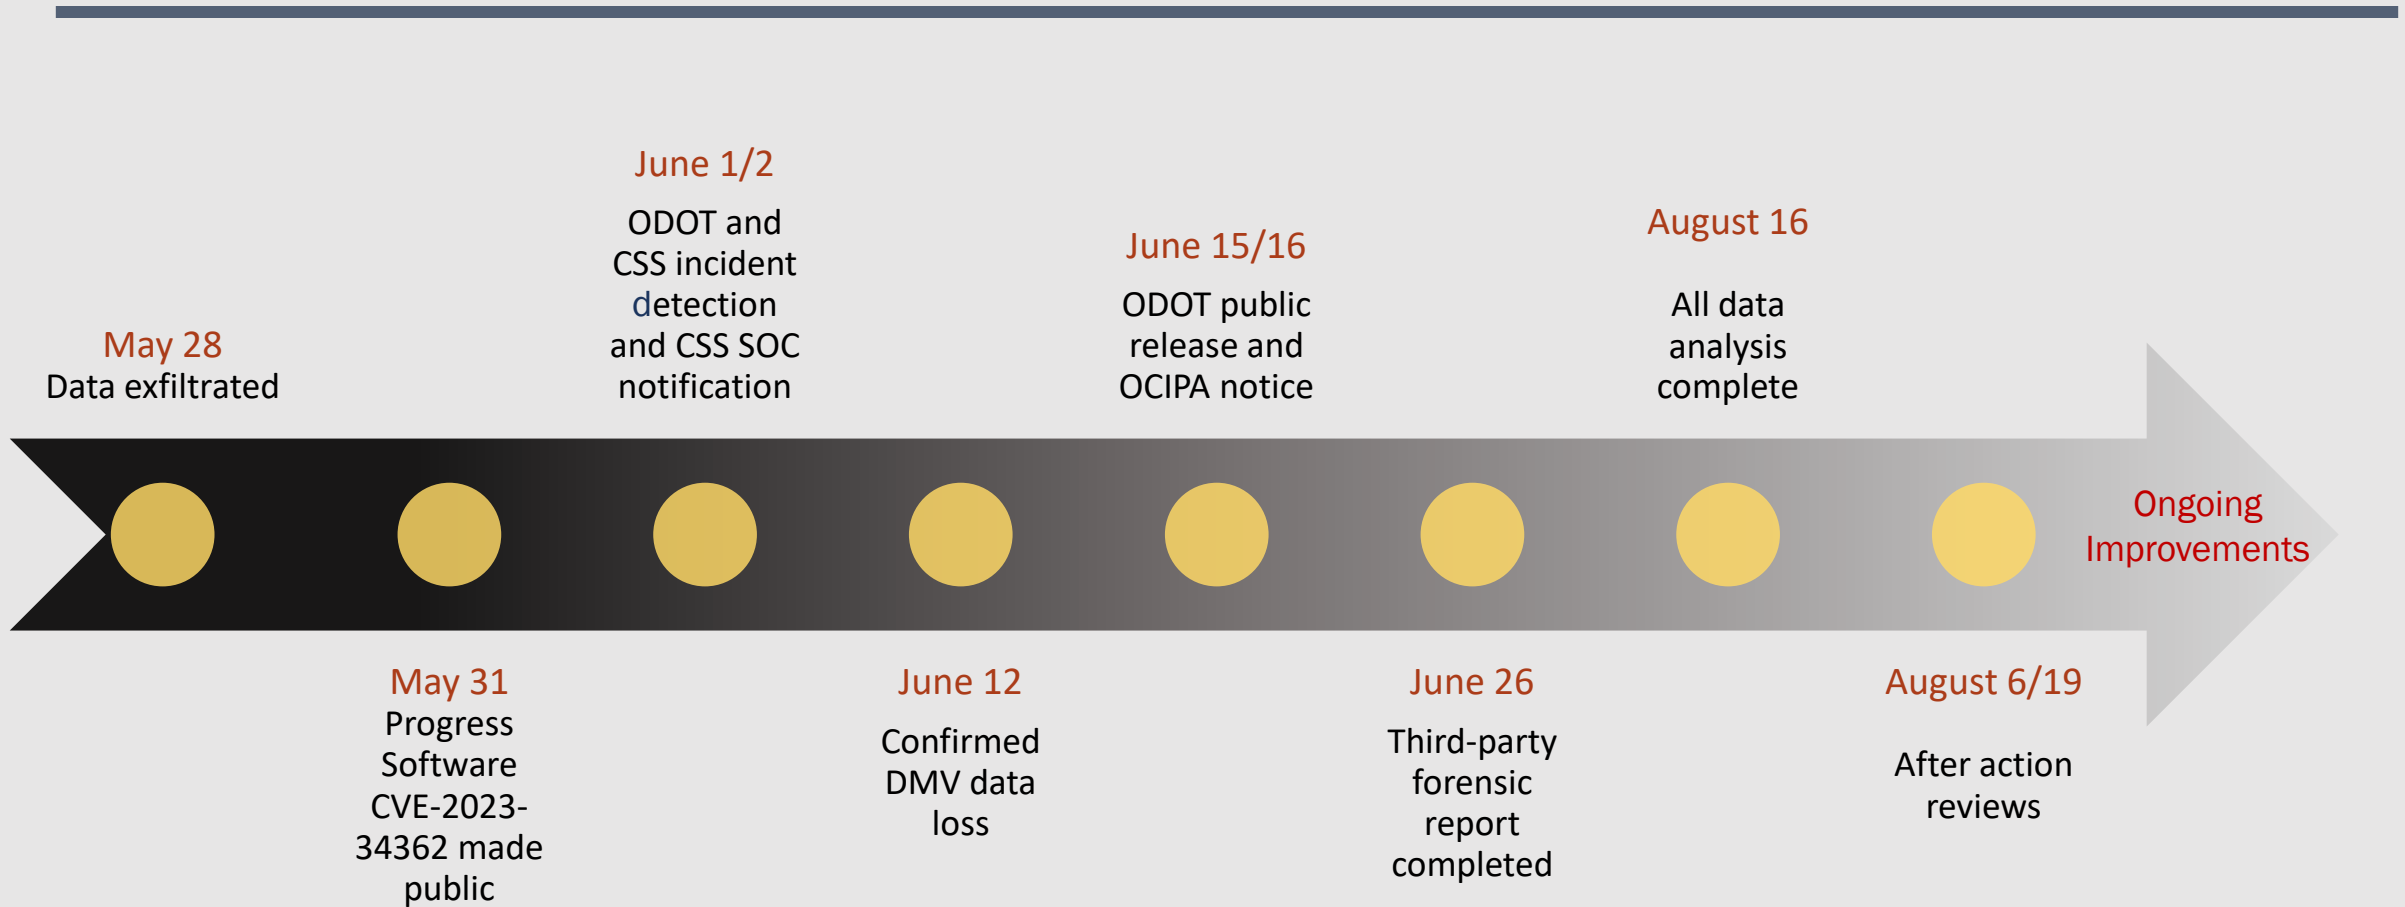 May 28
Data exfiltrated
May 31
Progress
Software
CVE-2023-
34362 made
public
June 1/2
ODOT and
CSS incident
detection
and CSS SOC
notification
June 12
Confirmed
DMV data
loss
June 15/16
ODOT public
release and
OCIPA notice
June 26
Third-party
forensic
report
completed
August 16
All data
analysis
complete
August 6/19
After action
reviews
Ongoing
Improvements